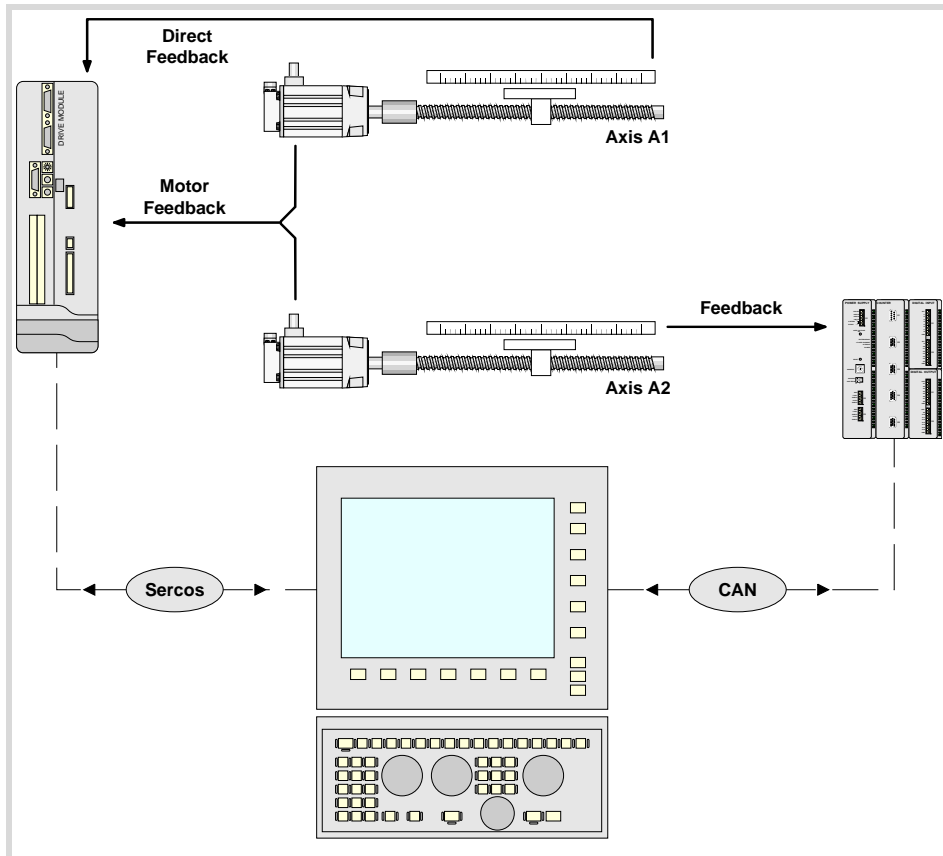 Direct
Feedback
DRIVE MODULE
Axis A1
Motor
Feedback
Feedback
POWER SUPPLY
COUNTER
DIGITAL INPUT
Axis A2
DIGITAL OUTPUT
Sercos
CAN